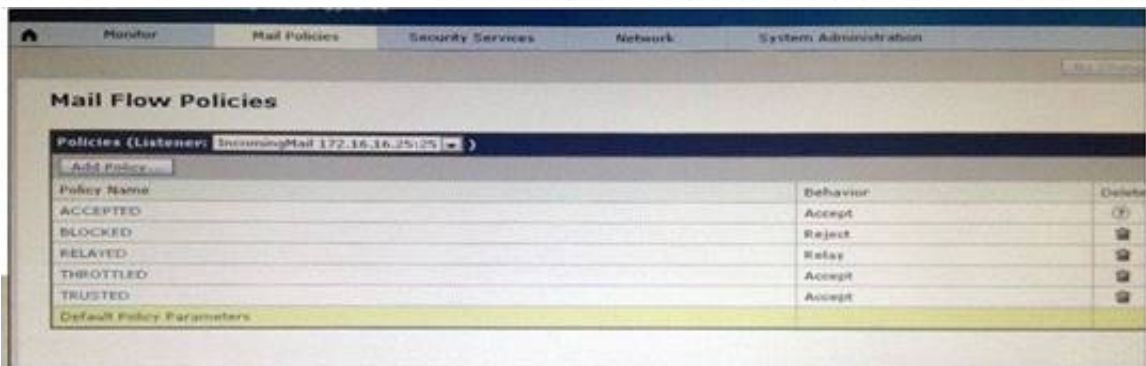 Monitor Mail Policies Security Services Network System Administration
Mail Flow Policies
Policies (Listener: IncomingMail 172.16.16.25:25 )
Add Policy...
Policy Name Behavior Delete
ACCEPTED Accept
BLOCKED Reject
RELAYED Relay
THROTTLED Accept
TRUSTED Accept
Default Policy Parameters